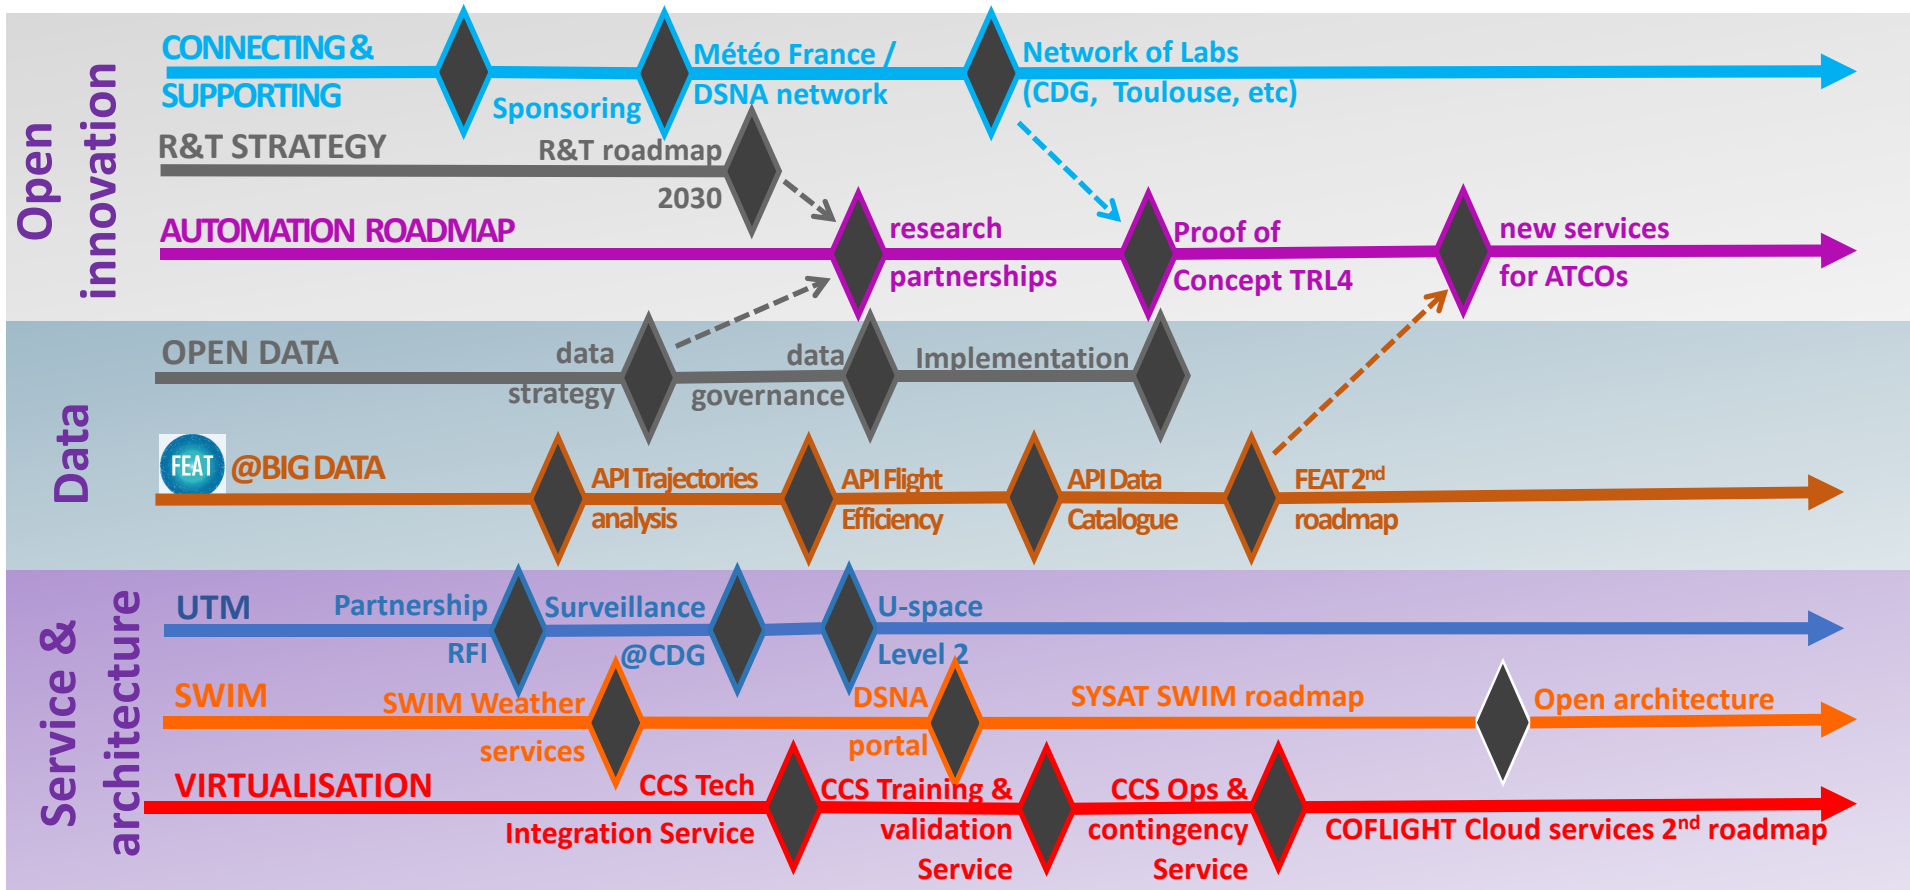 Open
innovation
CONNECTING &
SUPPORTING
Sponsoring
Météo France /
DSNA network
Network of Labs
(CDG, Toulouse, etc)
R&T STRATEGY
R&T roadmap
2030
AUTOMATION ROADMAP
research
partnerships
Proof of
Concept TRL4
new services
for ATCOs
Data
OPEN DATA
data
strategy
data
governance
Implementation
FEAT
@BIG DATA
API Trajectories
analysis
API Flight
Efficiency
API Data
Catalogue
FEAT 2nd
roadmap
Service &
architecture
UTM
Partnership
RFI
Surveillance
@CDG
U-space
Level 2
SWIM
SWIM Weather
services
DSNA
portal
SYSAT SWIM roadmap
Open architecture
VIRTUALISATION
CCS Tech
Integration Service
CCS Training &
validation
Service
CCS Ops &
contingency
Service
COFLIGHT Cloud services 2nd roadmap